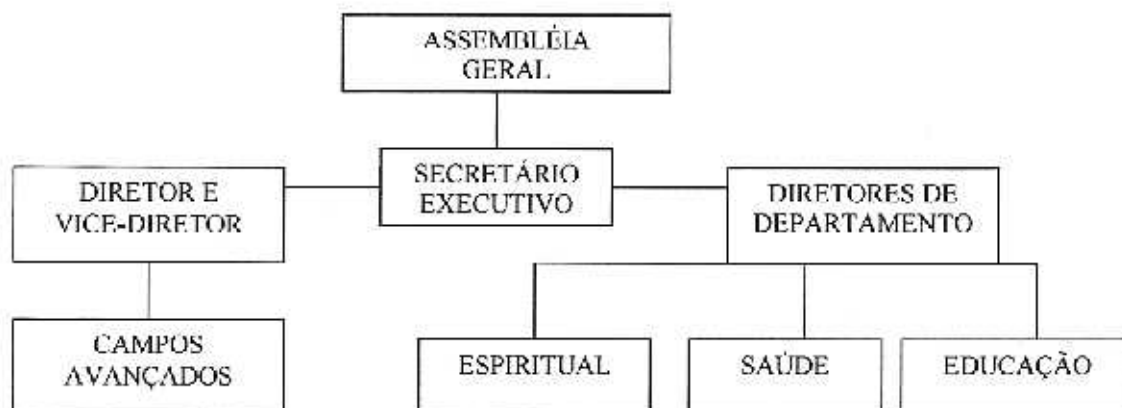 ASSEMBLÉIA
GERAL
SECRETÁRIO
EXECUTIVO
DIRETOR E
VICE-DIRETOR
DIRETORES DE
DEPARTAMENTO
CAMPOS
AVANÇADOS
ESPIRITUAL
SAÚDE
EDUCAÇÃO